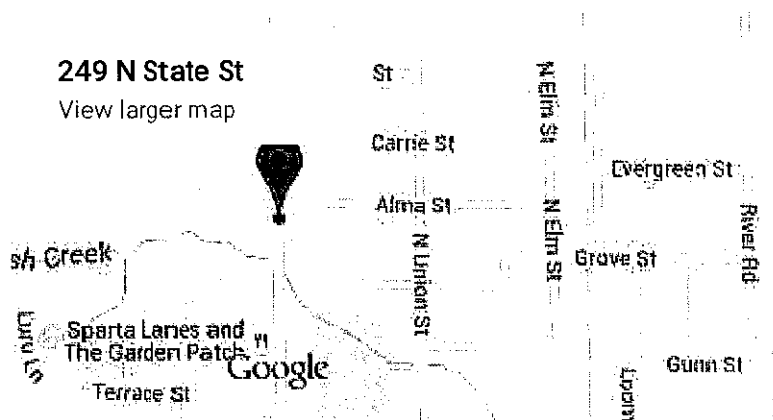 249 N State St
View larger map
St
N Elm St
Carrie St
Evergreen St
Alma St
N Elm St
River Rd
N Union St
sh Creek
Grove St
Sparta Lanes and
The Garden Patch
Google
Gunn St
Terrace St